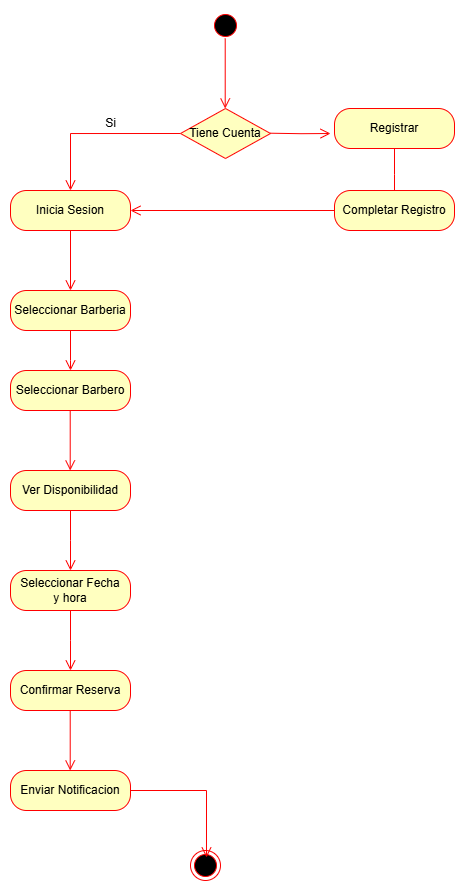 Si
Tiene Cuenta
Registrar
Inicia Sesion
Completar Registro
Seleccionar Barberia
Seleccionar Barbero
Ver Disponibilidad
Seleccionar Fecha
y hora
Confirmar Reserva
Enviar Notificacion